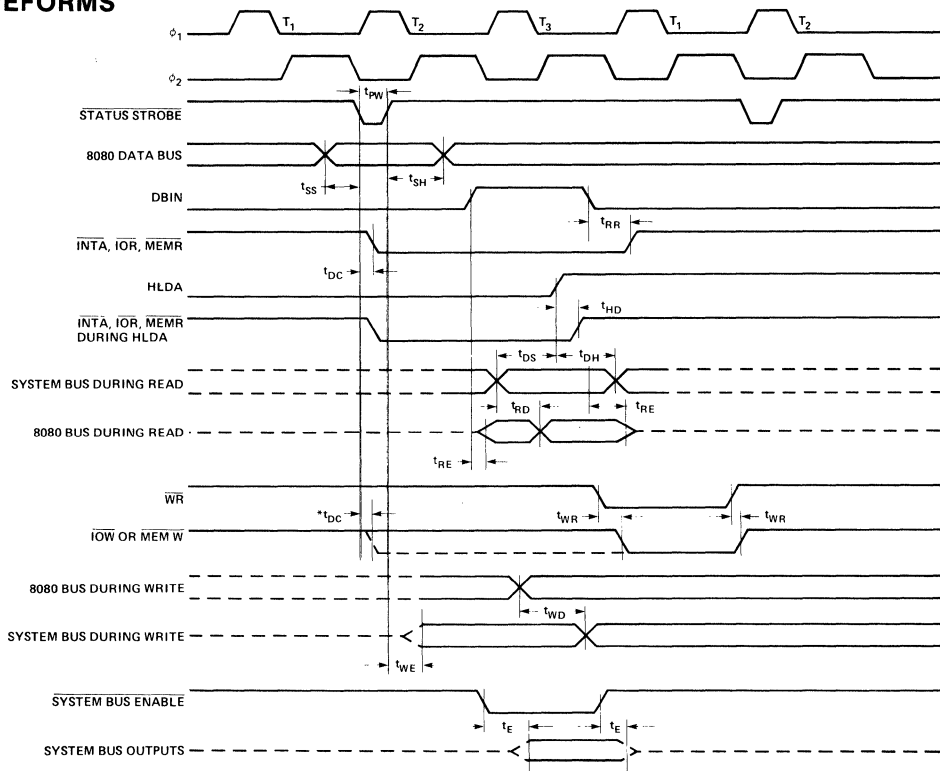 EFORMS
ϕ1 T1 T2 T3 T1 T2
ϕ2
tPW
STATUS STROBE
8080 DATA BUS
tSS tSH
DBIN
tRR
INTA, IOR, MEMR
tDC
HLDA
tHD
INTA, IOR, MEMR
DURING HLDA
tDS tDH
SYSTEM BUS DURING READ
tRD tRE
8080 BUS DURING READ
tRE
WR
*tDC tWR tWR
IOW OR MEM W
8080 BUS DURING WRITE
tWD
SYSTEM BUS DURING WRITE
tWE
SYSTEM BUS ENABLE
tE tE
SYSTEM BUS OUTPUTS